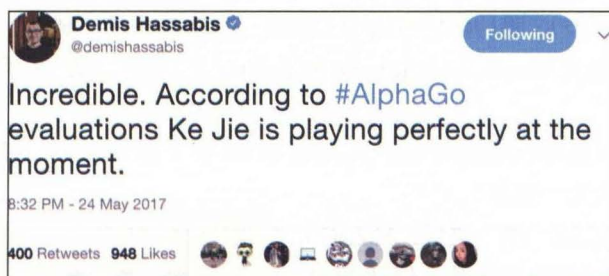 Demis Hassabis
@demishassabis
Following
Incredible. According to #AlphaGo
evaluations Ke Jie is playing perfectly at the
moment.
8:32 PM - 24 May 2017
400 Retweets 948 Likes